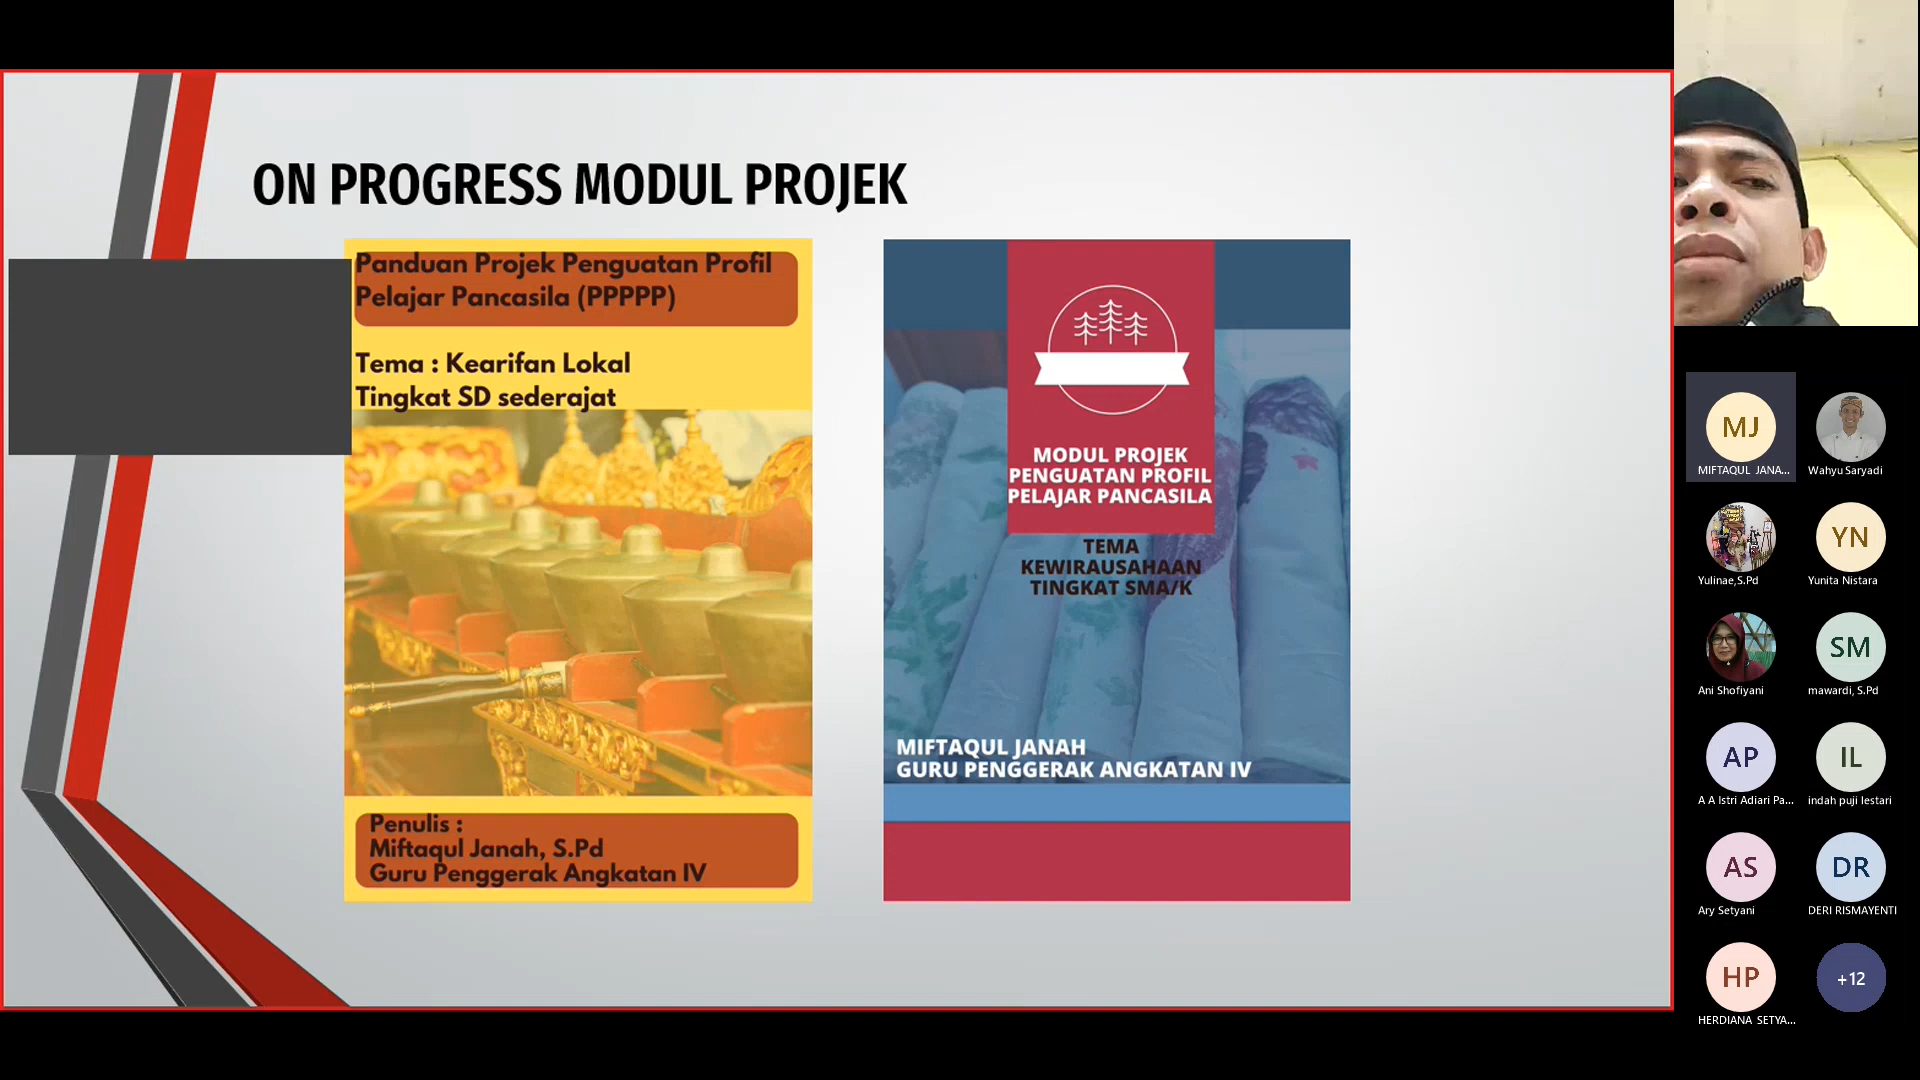 ON PROGRESS MODUL PROJEK
Panduan Projek Penguatan Profil
Pelajar Pancasila (PPPPP)
Tema : Kearifan Lokal
Tingkat SD sederajat
Penulis :
Miftaqul Janah, S.Pd
Guru Penggerak Angkatan IV
MODUL PROJEK
PENGUATAN PROFIL
PELAJAR PANCASILA
TEMA
KEWIRAUSAHAAN
TINGKAT SMA/K
MIFTAQUL JANAH
GURU PENGGERAK ANGKATAN IV
MJ
MIFTAQUL JANA...
Wahyu Saryadi
Yulinae,S.Pd
YN
Yunita Nistara
Ani Shofiyani
SM
mawardi, S.Pd
AP
A A Istri Adiari Pa...
IL
indah puji lestari
AS
Ary Setyani
DR
DERI RISMAYENTI
HP
HERDIANA SETYA...
+12